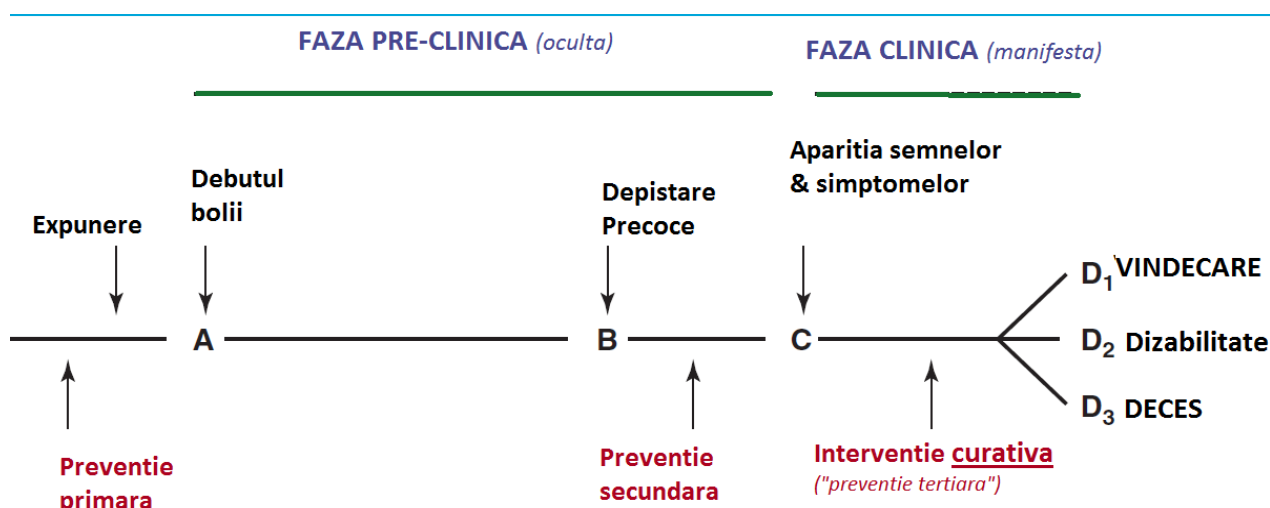 FAZA PRE-CLINICA (oculta)
FAZA CLINICA (manifesta)
Aparitia semnelor
& simptomelor
Debutul
bolii
Depistare
Precoce
Expunere
A
B
C
D1 VINDECARE
D2 Dizabilitate
D3 DECES
Preventie
primara
Preventie
secundara
Interventie curativa
("preventie tertiara")